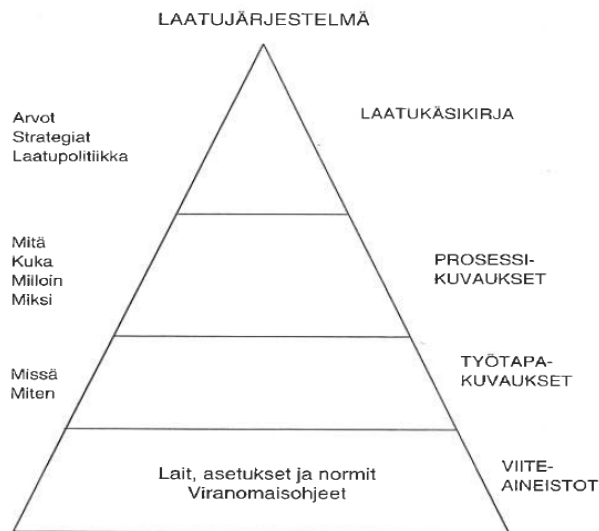 LAATUJÄRJESTELMÄ
Arvot
Strategiat
Laatupolitiikka
LAATUKÄSIKIRJA
Mitä
Kuka
Milloin
Miksi
PROSESSI-
KUVAUKSET
Missä
Miten
TYÖTAPA-
KUVAUKSET
Lait, asetukset ja normit
Viranomaisohjeet
VIITE-
AINEISTOT